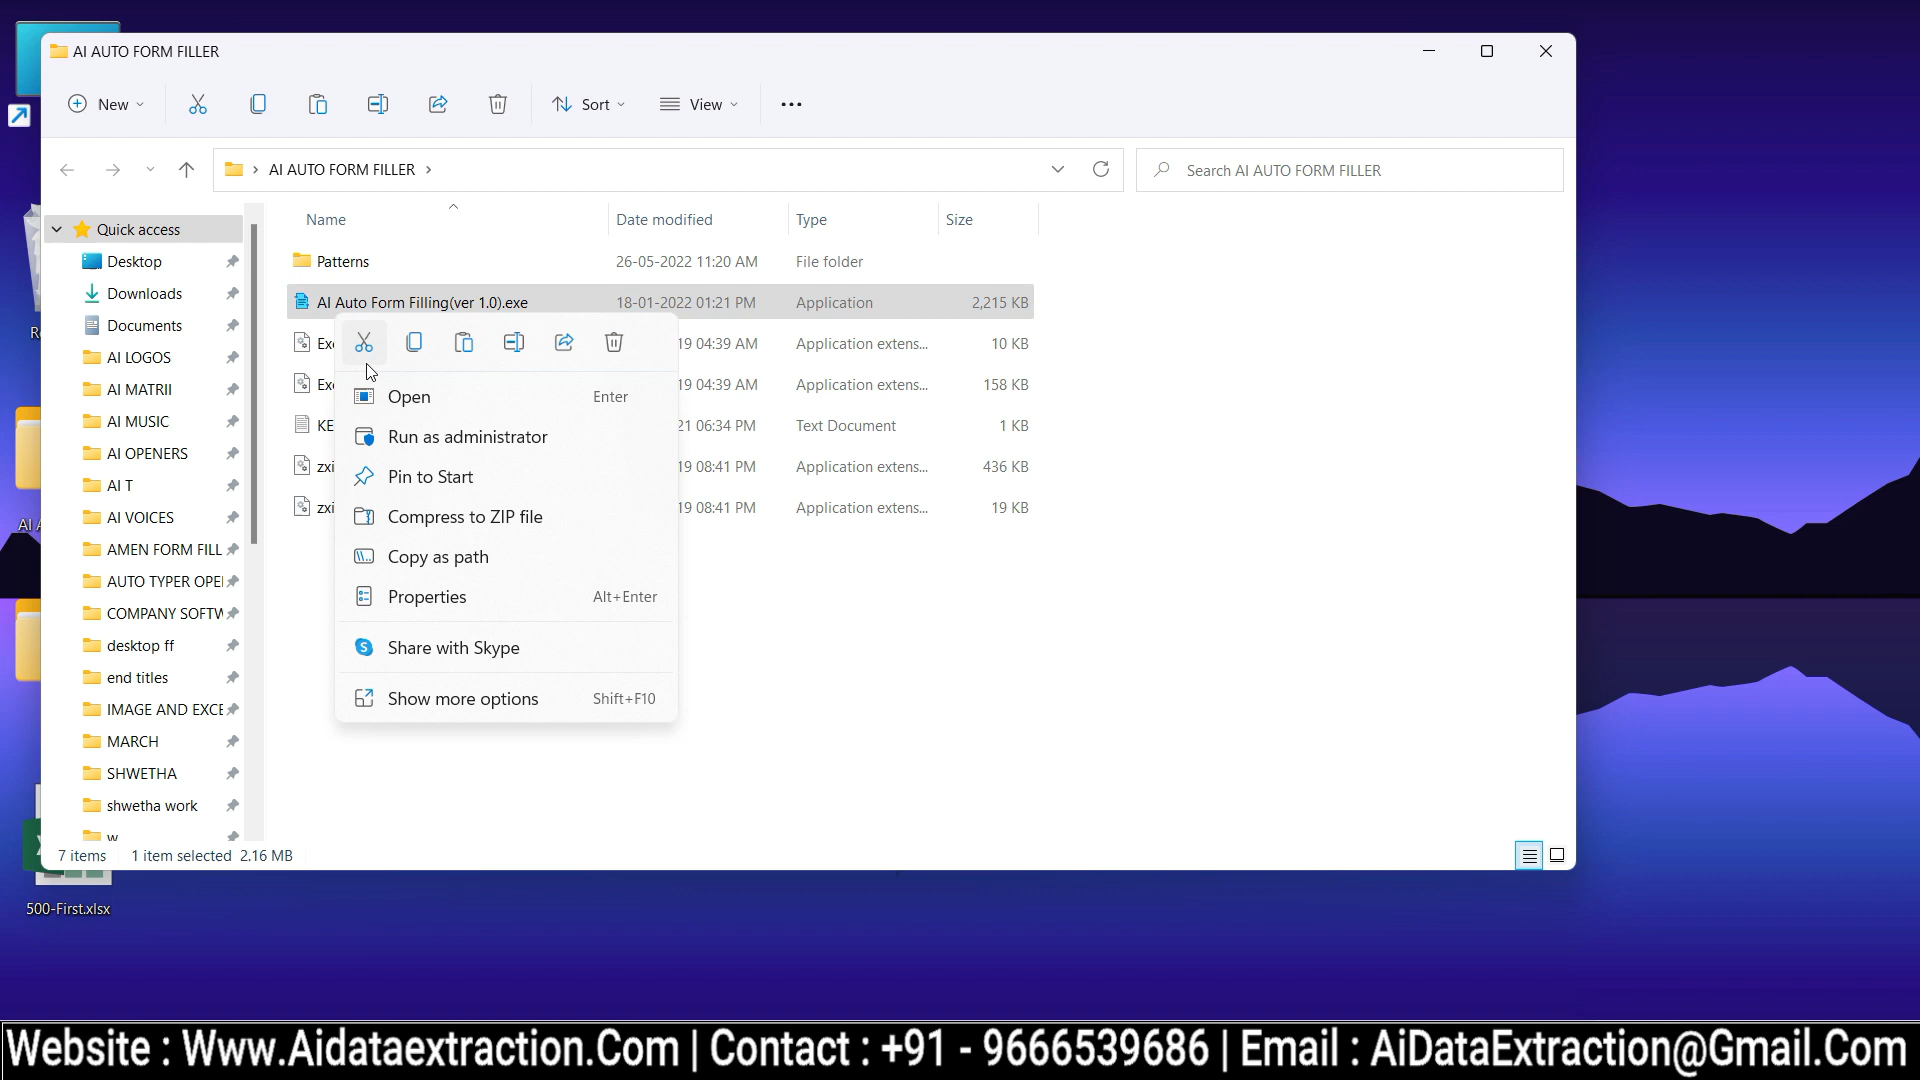 AI AUTO FORM FILLER
New
Sort
View
AI AUTO FORM FILLER
Search AI AUTO FORM FILLER
Name Date modified Type Size
Quick access
Desktop
Downloads
Documents
AI LOGOS
AI MATRII
AI MUSIC
AI OPENERS
AI T
AI VOICES
AMEN FORM FILL
AUTO TYPER OPE
COMPANY SOFTW
desktop ff
end titles
IMAGE AND EXCE
MARCH
SHWETHA
shwetha work
w
Patterns 26-05-2022 11:20 AM File folder
AI Auto Form Filling(ver 1.0).exe 18-01-2022 01:21 PM Application 2,215 KB
Exc 19 04:39 AM Application extens... 10 KB
Exc 19 04:39 AM Application extens... 158 KB
KE 21 06:34 PM Text Document 1 KB
zxi 19 08:41 PM Application extens... 436 KB
zxi 19 08:41 PM Application extens... 19 KB
Open Enter
Run as administrator
Pin to Start
Compress to ZIP file
Copy as path
Properties Alt+Enter
Share with Skype
Show more options Shift+F10
7 items 1 item selected 2.16 MB
AI A
500-First.xlsx
Website : Www.Aidataextraction.Com | Contact : +91 - 9666539686 | Email : AiDataExtraction@Gmail.Com